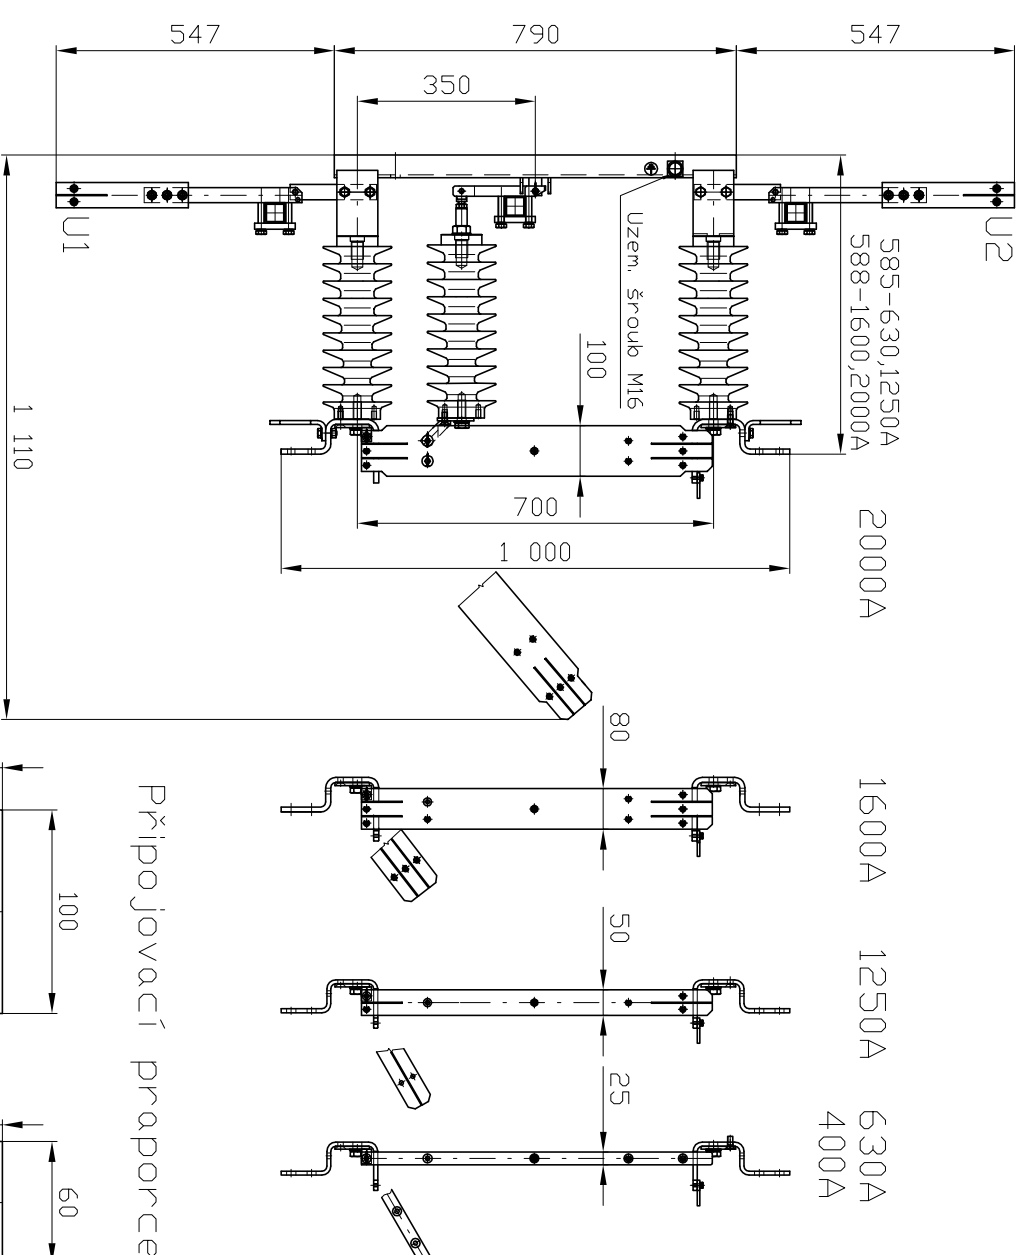 547
790
547
350
U1
U2
585-630,1250A
588-1600,2000A
Uzem. šroub M16
100
1 110
700
1 000
2000A
80
1600A
100
50
1250A
25
630A
400A
60
Připojovací praporce